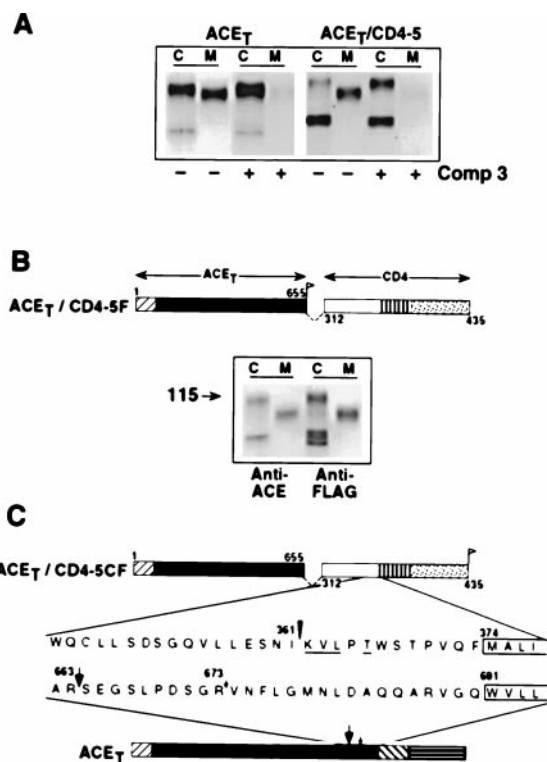 A
ACET ACET/CD4-5
C M C M C M C M
− − + + − − + + Comp 3
B
ACET CD4
1 655 312 435
ACET / CD4-5F
C M C M
115 →
Anti-ACE Anti-FLAG
C
1 655 312 435
ACET / CD4-5CF
361 374
W Q C L L S D S G Q V L L E S N I K V L P T W S T P V Q F M A L I
663 673 681
A R S E G S L P D S G R V N F L G M N L D A Q Q A R V G Q W V L L
ACET